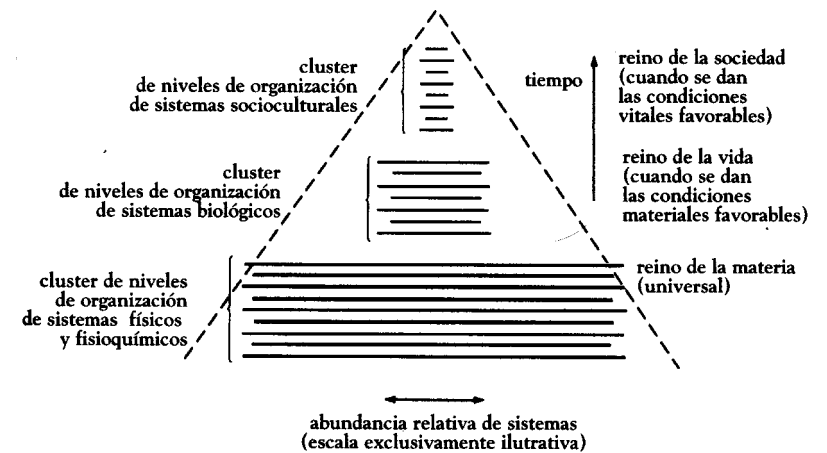 cluster
de niveles de organización
de sistemas socioculturales
tiempo
reino de la sociedad
(cuando se dan
las condiciones
vitales favorables)
cluster
de niveles de organización
de sistemas biológicos
reino de la vida
(cuando se dan
las condiciones
materiales favorables)
cluster de niveles
de organización
de sistemas físicos
y fisioquímicos
reino de la materia
(universal)
abundancia relativa de sistemas
(escala exclusivamente ilutrativa)